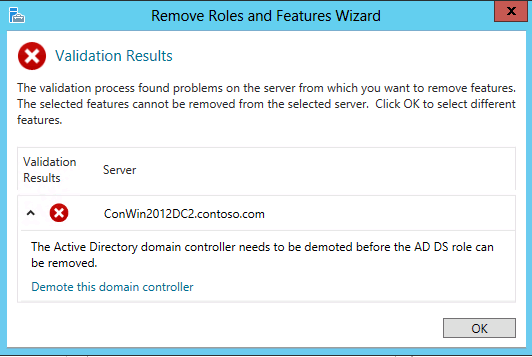 Remove Roles and Features Wizard
x
Validation Results
The validation process found problems on the server from which you want to remove features.
The selected features cannot be removed from the selected server.  Click OK to select different
features.
Validation
Results
Server
ConWin2012DC2.contoso.com
The Active Directory domain controller needs to be demoted before the AD DS role can
be removed.
Demote this domain controller
OK